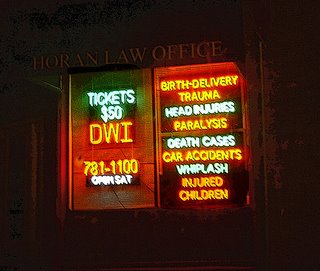 HORAN LAW OFFICE
TICKETS
$50
DWI
781-1100
OPEN SAT
BIRTH-DELIVERY
TRAUMA
HEAD INJURIES
PARALYSIS
DEATH CASES
CAR ACCIDENTS
WHIPLASH
INJURED
CHILDREN